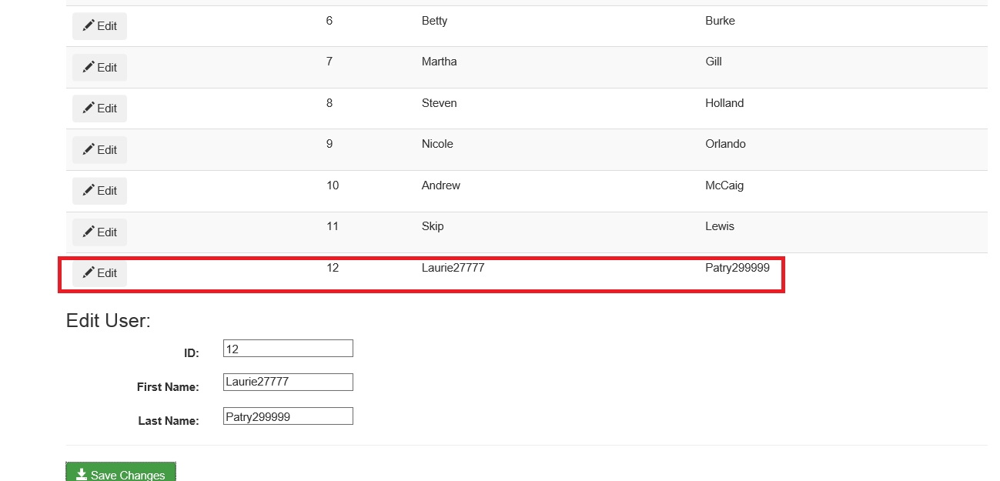 Edit 6 Betty Burke
Edit 7 Martha Gill
Edit 8 Steven Holland
Edit 9 Nicole Orlando
Edit 10 Andrew McCaig
Edit 11 Skip Lewis
Edit 12 Laurie27777 Patry299999
Edit User:
ID: 12
First Name: Laurie27777
Last Name: Patry299999
Save Changes